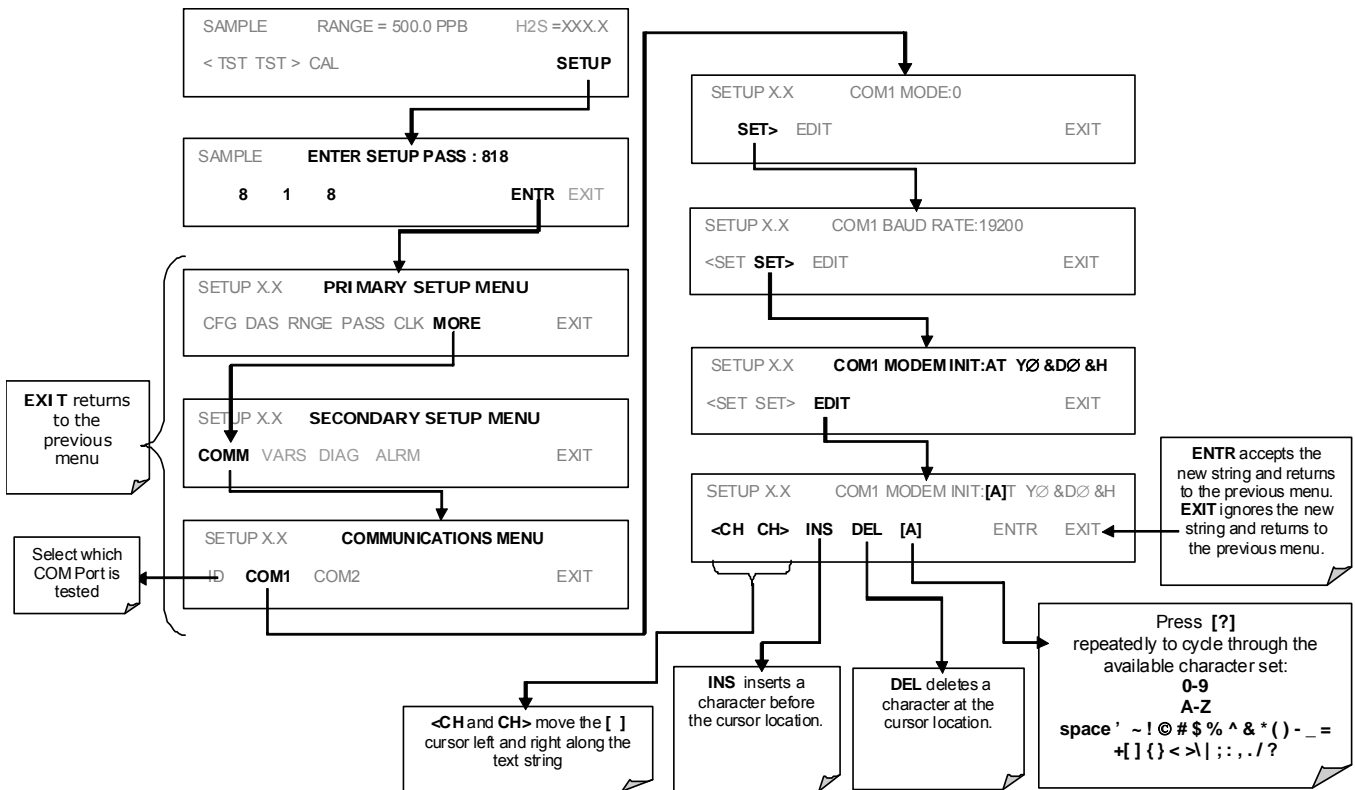 SAMPLE RANGE = 500.0 PPB H2S =XXX.X
< TST TST > CAL SETUP
SAMPLE ENTER SETUP PASS : 818
8 1 8 ENTR EXIT
SETUP X.X PRIMARY SETUP MENU
CFG DAS RNGE PASS CLK MORE EXIT
EXIT returns
to the
previous
menu
SETUP X.X SECONDARY SETUP MENU
COMM VARS DIAG ALRM EXIT
SETUP X.X COMMUNICATIONS MENU
ID COM1 COM2 EXIT
Select which
COM Port is
tested
SETUP X.X COM1 MODE:0
SET> EDIT EXIT
SETUP X.X COM1 BAUD RATE:19200
<SET SET> EDIT EXIT
SETUP X.X COM1 MODEM INIT:AT YØ &DØ &H
<SET SET> EDIT EXIT
SETUP X.X COM1 MODEM INIT:[A]T YØ &DØ &H
<CH CH> INS DEL [A] ENTR EXIT
ENTR accepts the
new string and returns
to the previous menu.
EXIT ignores the new
string and returns to
the previous menu.
<CH and CH> move the [ ]
cursor left and right along the
text string
INS inserts a
character before
the cursor location.
DEL deletes a
character at the
cursor location.
Press [?]
repeatedly to cycle through the
available character set:
0-9
A-Z
space ' ~ ! © # $ % ^ & * ( ) - _ =
+[ ] { } < >\ | ; : , . / ?